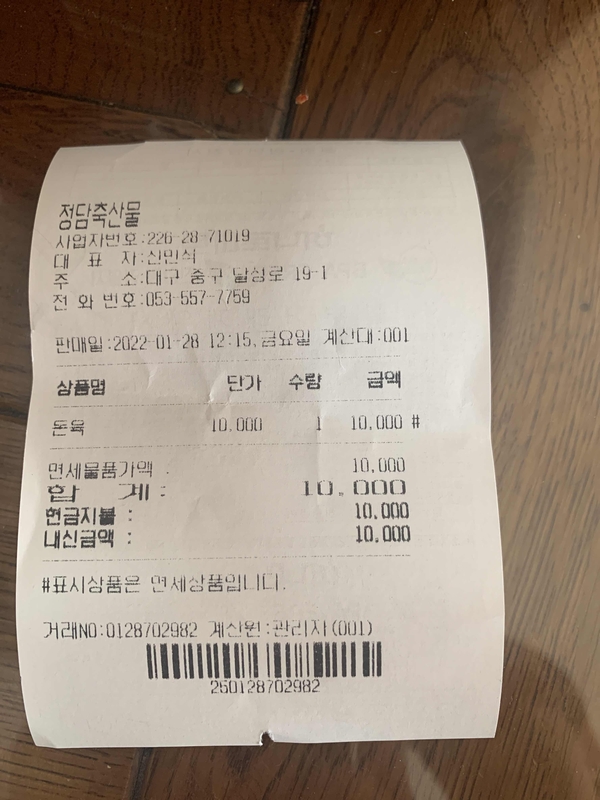 정담축산물
사업자번호:226-28-71019
대 표 자:신민식
주 소:대구 중구 달성로 19-1
전 화 번호:053-557-7759
판매일:2022-01-28 12:15,금요일 계산대:001
상품명 단가 수량 금액
돈육 10,000 1 10,000 #
면세물품가액 : 10,000
합 계: 10,000
현금지불 : 10,000
내신금액 : 10,000
#표시상품은 면세상품입니다.
거래NO:0128702982 계산원:관리자(001)
250128702982